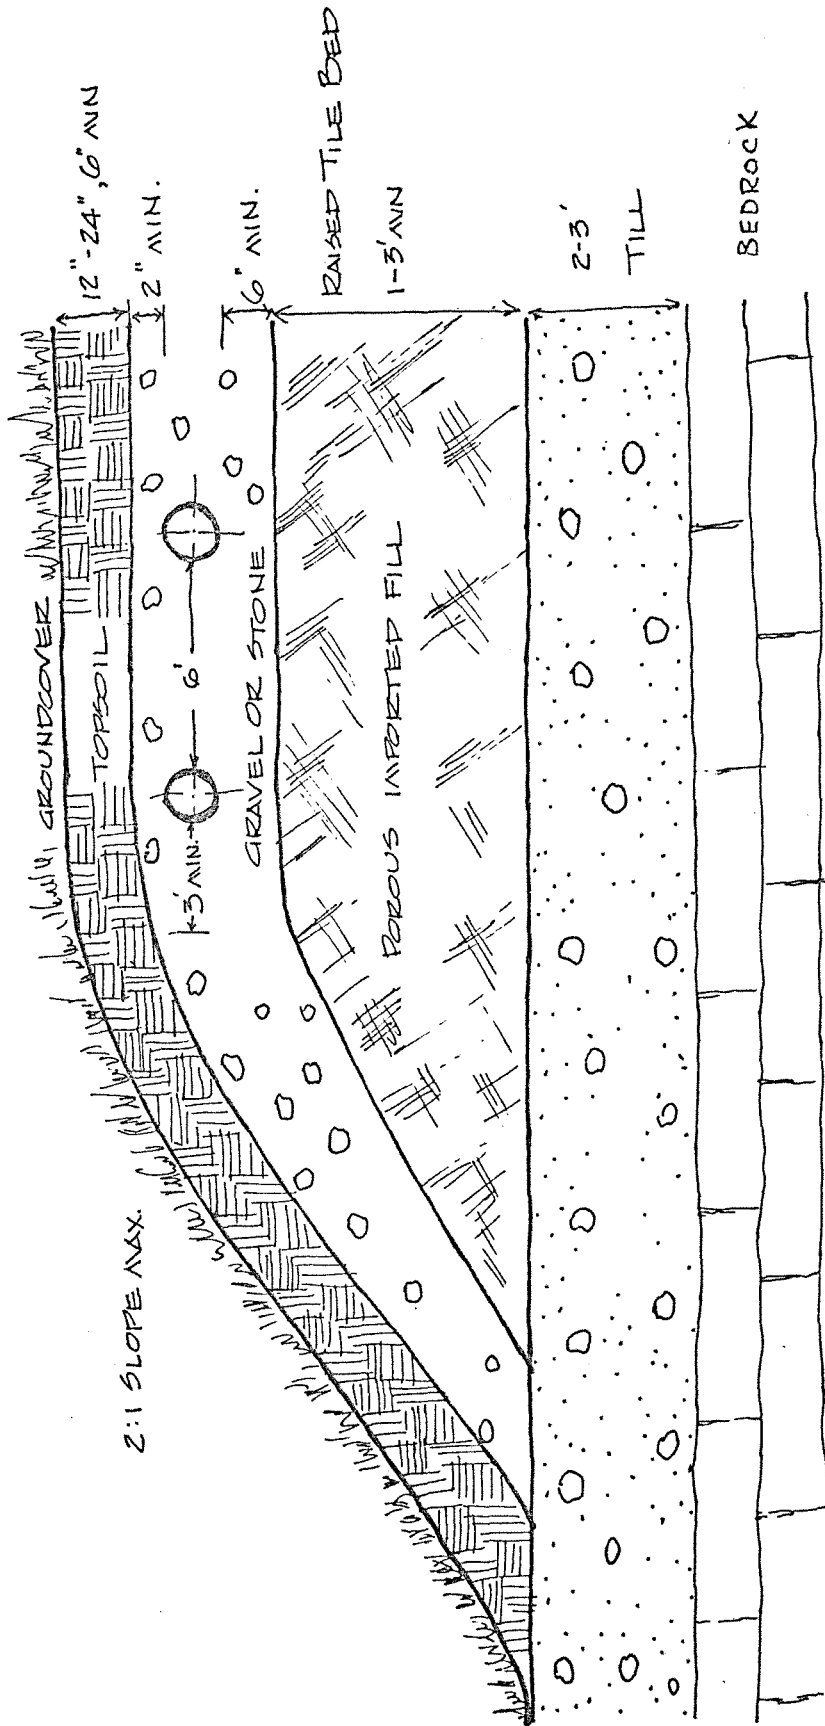 2:1 SLOPE MAX.
GROUNDCOVER
TOPSOIL
12"-24", 6" MIN
2" MIN.
3' MIN.
6'
GRAVEL OR STONE
6" MIN.
RAISED TILE BED
POROUS IMPORTED FILL
1-3' MIN
2-3'
TILL
BEDROCK